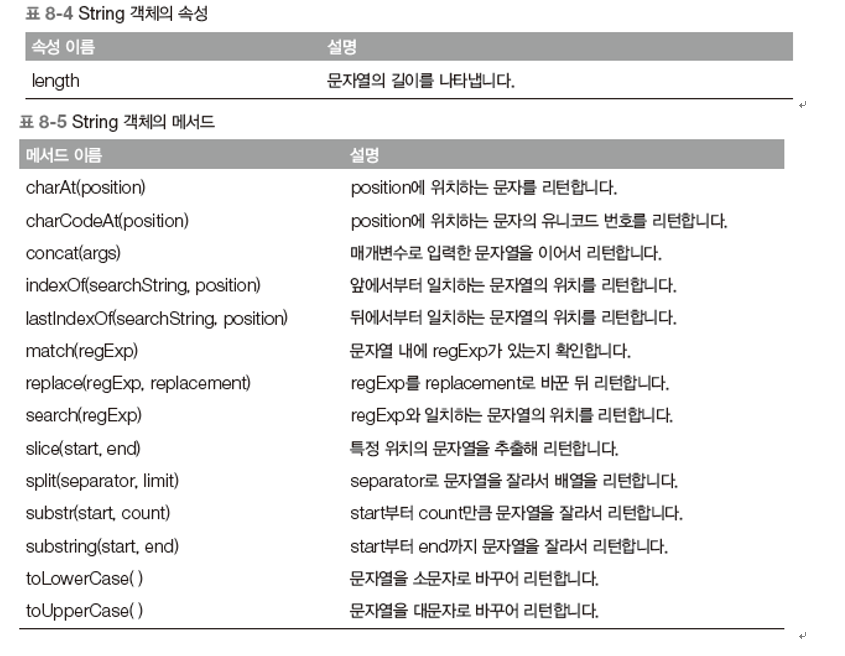 표 8-4 String 객체의 속성
속성 이름 설명
length 문자열의 길이를 나타냅니다.
표 8-5 String 객체의 메서드
메서드 이름 설명
charAt(position) position에 위치하는 문자를 리턴합니다.
charCodeAt(position) position에 위치하는 문자의 유니코드 번호를 리턴합니다.
concat(args) 매개변수로 입력한 문자열을 이어서 리턴합니다.
indexOf(searchString, position) 앞에서부터 일치하는 문자열의 위치를 리턴합니다.
lastIndexOf(searchString, position) 뒤에서부터 일치하는 문자열의 위치를 리턴합니다.
match(regExp) 문자열 내에 regExp가 있는지 확인합니다.
replace(regExp, replacement) regExp를 replacement로 바꾼 뒤 리턴합니다.
search(regExp) regExp와 일치하는 문자열의 위치를 리턴합니다.
slice(start, end) 특정 위치의 문자열을 추출해 리턴합니다.
split(separator, limit) separator로 문자열을 잘라서 배열을 리턴합니다.
substr(start, count) start부터 count만큼 문자열을 잘라서 리턴합니다.
substring(start, end) start부터 end까지 문자열을 잘라서 리턴합니다.
toLowerCase( ) 문자열을 소문자로 바꾸어 리턴합니다.
toUpperCase( ) 문자열을 대문자로 바꾸어 리턴합니다.